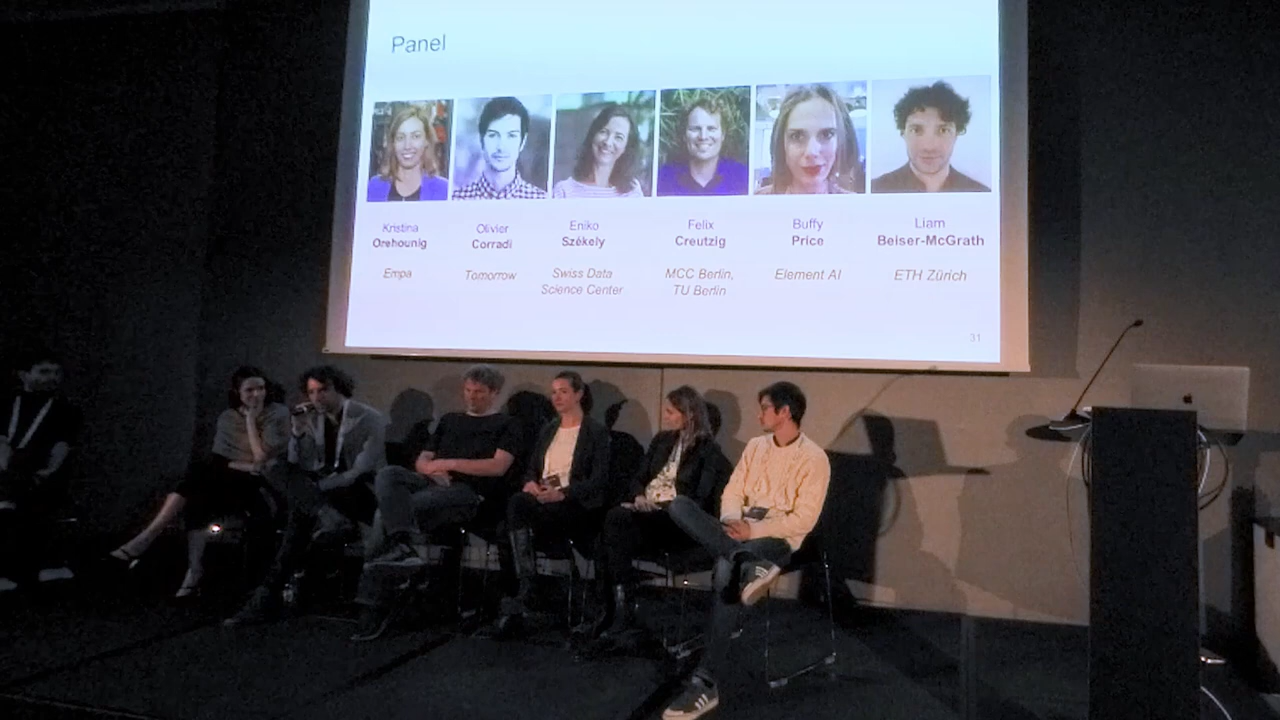 Panel
Kristina
Orehounig
Empa
Olivier
Corradi
Tomorrow
Eniko
Székely
Swiss Data
Science Center
Felix
Creutzig
MCC Berlin,
TU Berlin
Buffy
Price
Element AI
Liam
Beiser-McGrath
ETH Zürich
31